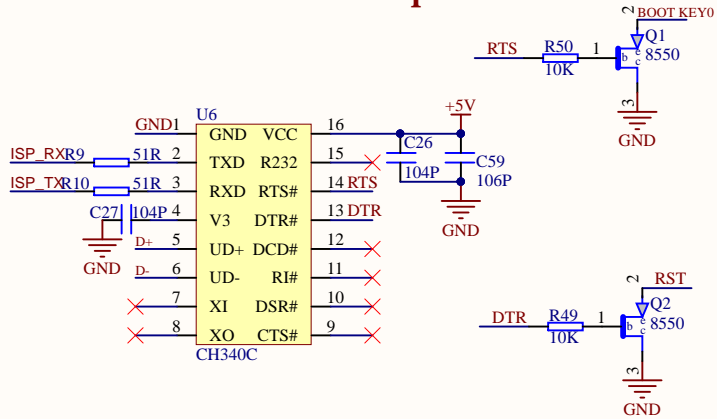 p
2 BOOT KEY0
RTS R50 1 Q1
10K b e c 8550
3
GND
+5V
U6
GND 1 GND VCC 16 C26
ISP_RX R9 51R 2 TXD R232 15 104P C59
ISP_TX R10 51R 3 RXD RTS# 14 RTS 106P
C27 104P 4 V3 DTR# 13 DTR
GND D+ 5 UD+ DCD# 12 GND
D- 6 UD- RI# 11
7 XI DSR# 10
8 XO CTS# 9
CH340C
2 RST
DTR R49 1 Q2
10K b e c 8550
3
GND